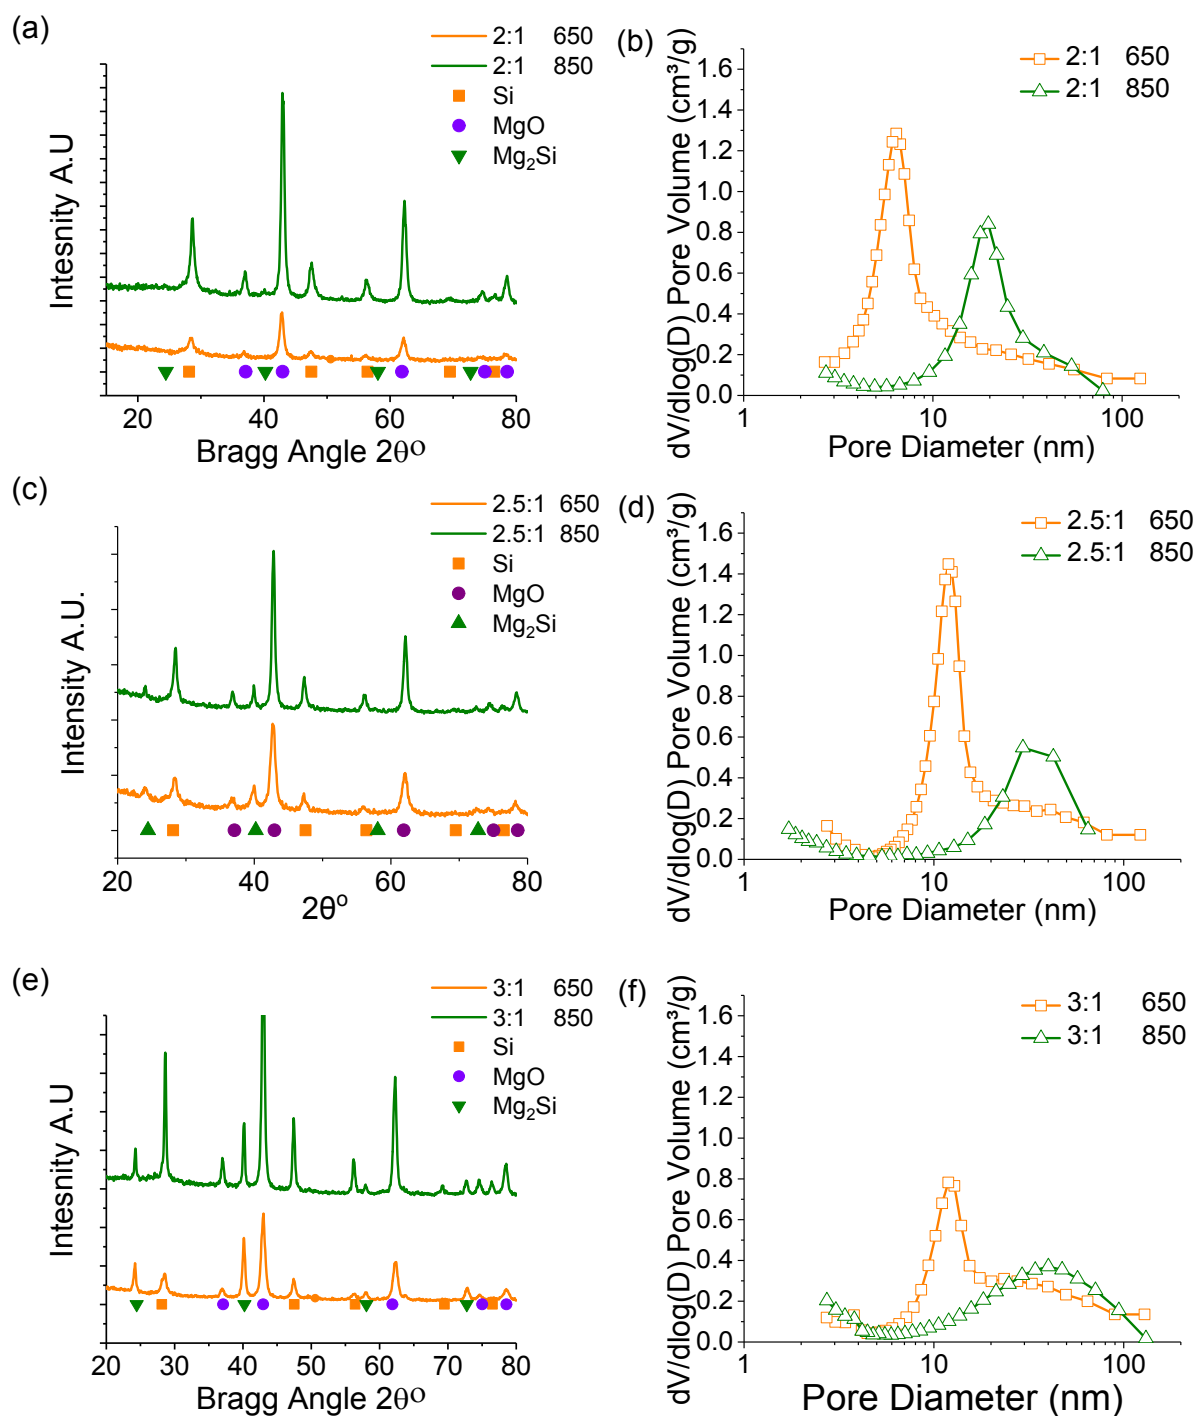 (a)
2:1 650
2:1 850
Si
MgO
Mg₂Si
Intesnity A.U
20 40 60 80
Bragg Angle 2θᴼ
(b)
2:1 650
2:1 850
dV/dlog(D) Pore Volume (cm³/g)
1.6
1.4
1.2
1.0
0.8
0.6
0.4
0.2
0.0
1 10 100
Pore Diameter (nm)
(c)
2.5:1 650
2.5:1 850
Si
MgO
Mg₂Si
Intensity A.U.
20 40 60 80
2θº
(d)
2.5:1 650
2.5:1 850
dV/dlog(D) Pore Volume (cm³/g)
1.6
1.4
1.2
1.0
0.8
0.6
0.4
0.2
0.0
1 10 100
Pore Diameter (nm)
(e)
3:1 650
3:1 850
Si
MgO
Mg₂Si
Intesnity A.U
20 30 40 50 60 70 80
Bragg Angle 2θᴼ
(f)
3:1 650
3:1 850
dV/dlog(D) Pore Volume (cm³/g)
1.6
1.4
1.2
1.0
0.8
0.6
0.4
0.2
0.0
1 10 100
Pore Diameter (nm)